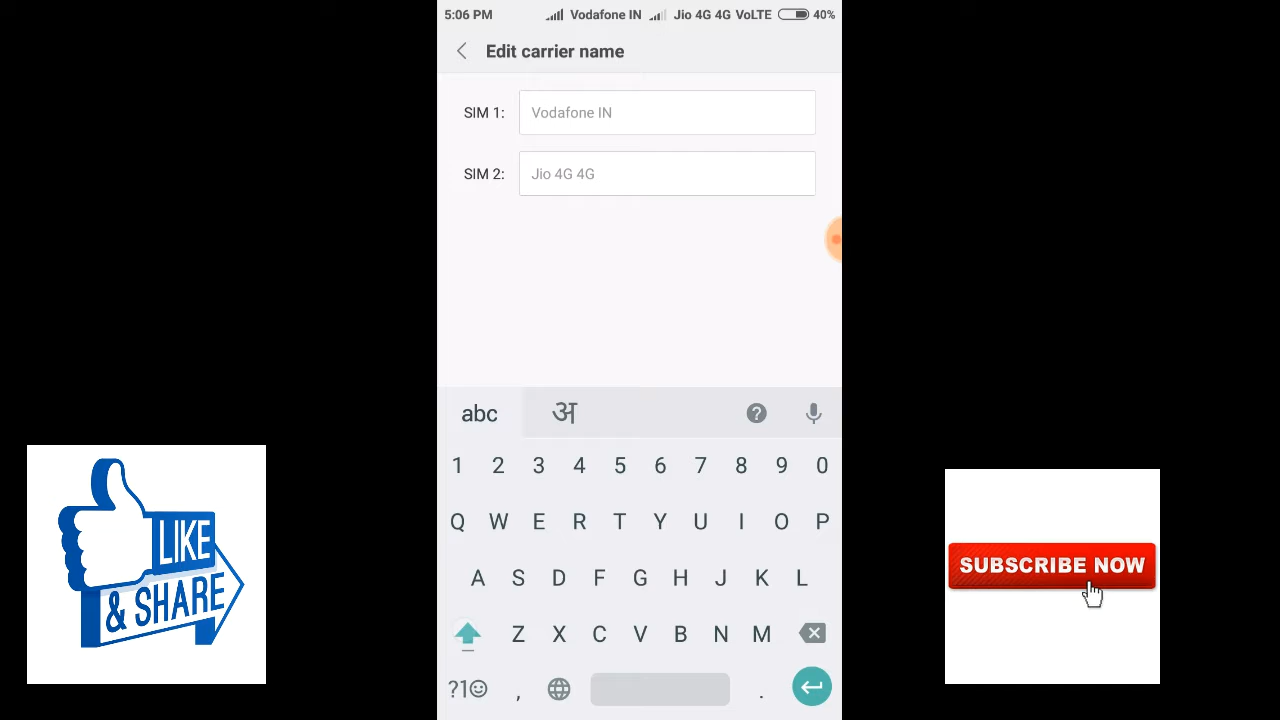 5:06 PM Vodafone IN Jio 4G 4G VoLTE 40%
Edit carrier name
SIM 1: Vodafone IN
SIM 2: Jio 4G 4G
abc अ ?
1 2 3 4 5 6 7 8 9 0
Q W E R T Y U I O P
A S D F G H J K L
Z X C V B N M
?1☺ , .
LIKE
& SHARE
SUBSCRIBE NOW